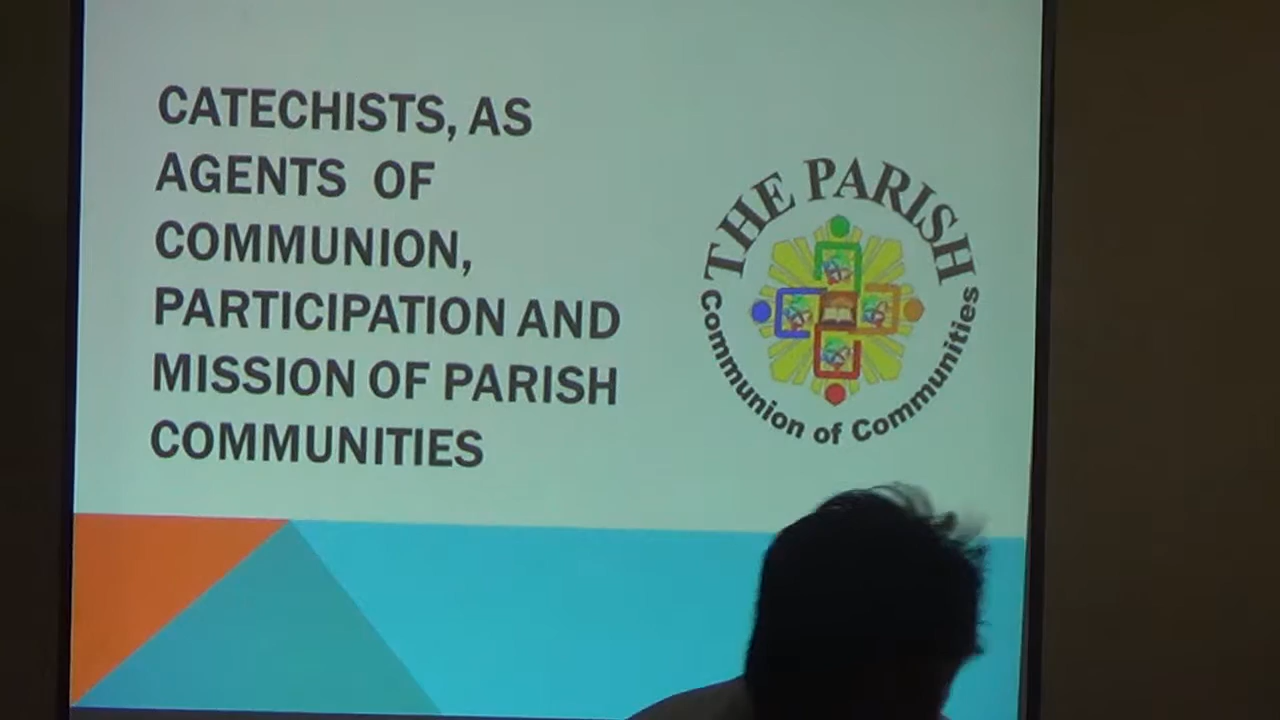 CATECHISTS, AS
AGENTS OF
COMMUNION,
PARTICIPATION AND
MISSION OF PARISH
COMMUNITIES
THE PARISH
Communion of Communities